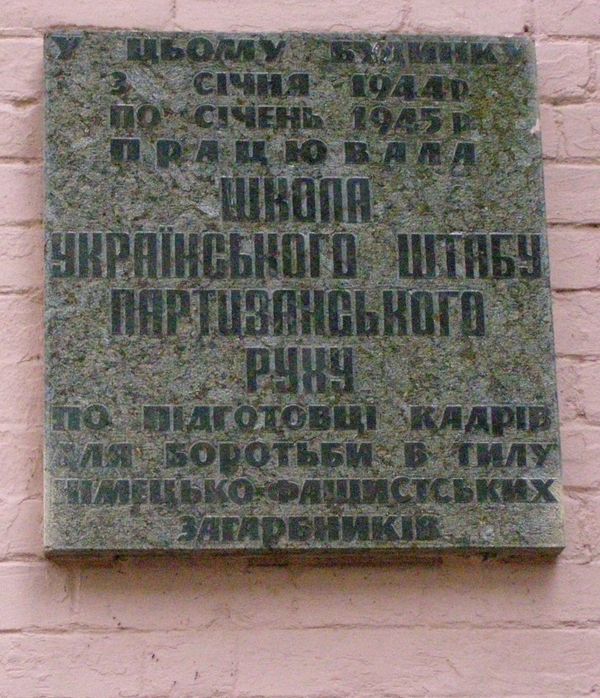 У ЦЬОМУ БУДИНКУ
З СІЧНЯ 1944 р.
ПО СІЧЕНЬ 1945 р.
ПРАЦЮВАЛА
ШКОЛА
УКРАЇНСЬКОГО ШТАБУ
ПАРТИЗАНСЬКОГО
РУХУ
ПО ПІДГОТОВЦІ КАДРІВ
ДЛЯ БОРОТЬБИ В ТИЛУ
НІМЕЦЬКО-ФАШИСТСЬКИХ
ЗАГАРБНИКІВ